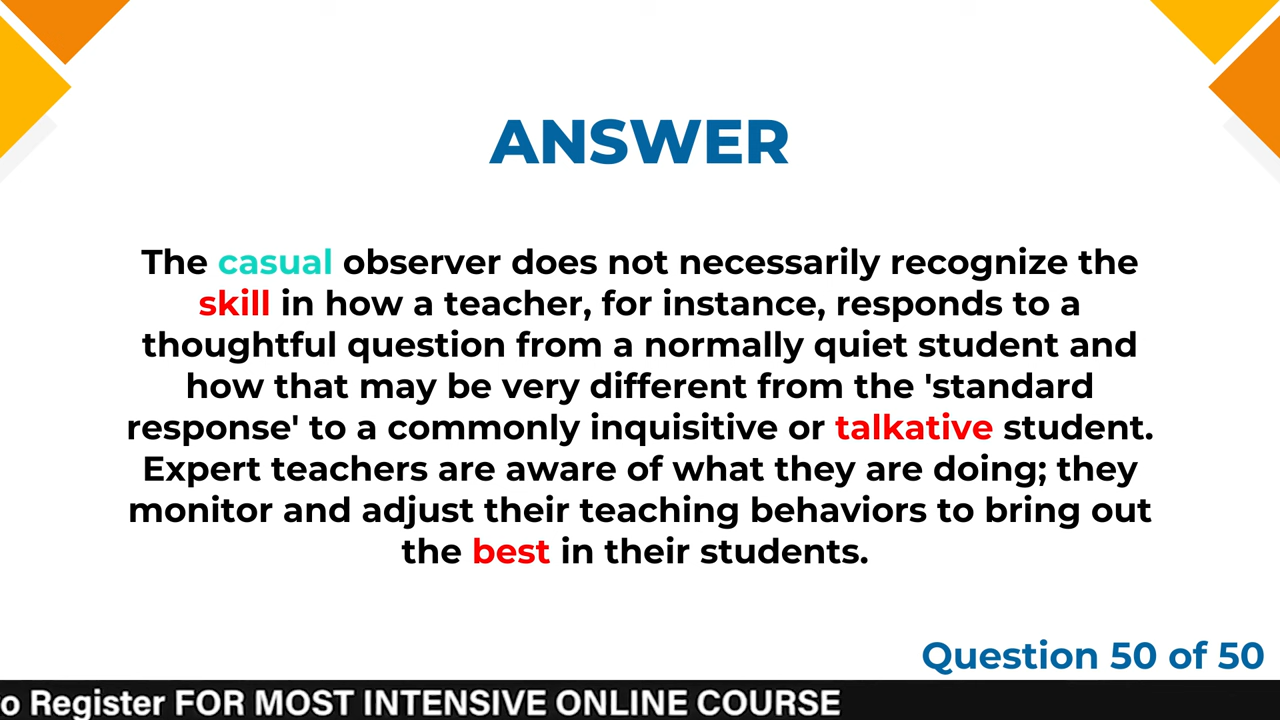 ANSWER
The casual observer does not necessarily recognize the
skill in how a teacher, for instance, responds to a
thoughtful question from a normally quiet student and
how that may be very different from the 'standard
response' to a commonly inquisitive or talkative student.
Expert teachers are aware of what they are doing; they
monitor and adjust their teaching behaviors to bring out
the best in their students.
Question 50 of 50
o Register FOR MOST INTENSIVE ONLINE COURSE